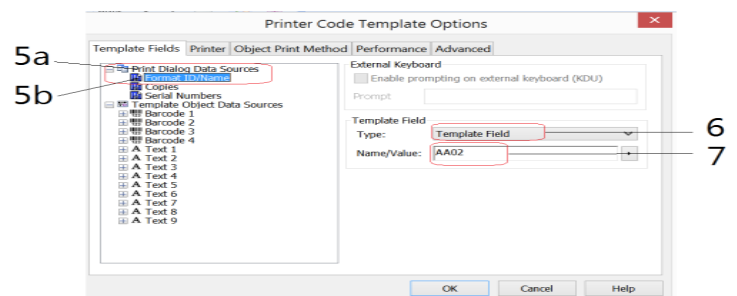 Printer Code Template Options
Template Fields Printer Object Print Method Performance Advanced
5a
Print Dialog Data Sources
5b
Format ID/Name
Copies
Serial Numbers
Template Object Data Sources
Barcode 1
Barcode 2
Barcode 3
Barcode 4
A Text 1
A Text 2
A Text 3
A Text 4
A Text 5
A Text 6
A Text 7
A Text 8
A Text 9
External Keyboard
Enable prompting on external keyboard (KDU)
Prompt
Template Field
Type: Template Field
6
Name/Value: AA02
7
OK Cancel Help